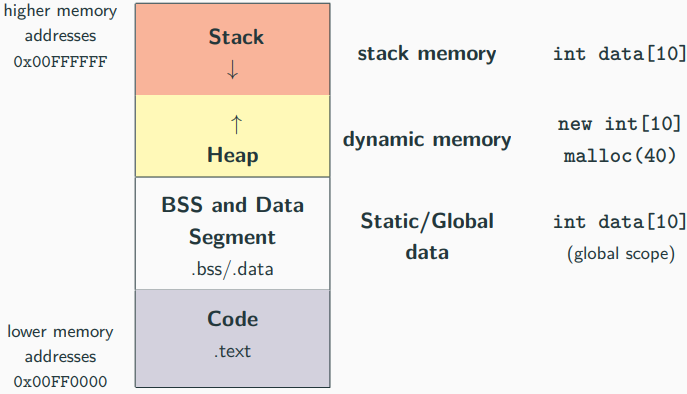 higher memory
addresses
0x00FFFFFF
Stack
↓
stack memory
int data[10]
↑
Heap
dynamic memory
new int[10]
malloc(40)
BSS and Data
Segment
.bss/.data
Static/Global
data
int data[10]
(global scope)
Code
.text
lower memory
addresses
0x00FF0000